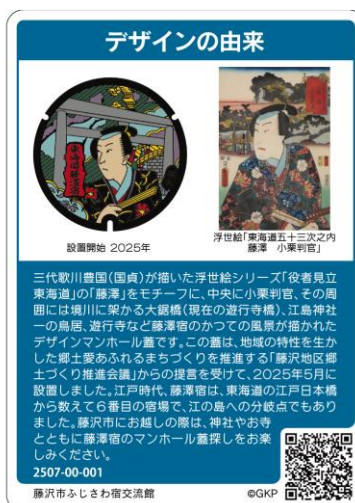 デザインの由来
設置開始 2025年
浮世絵「東海道五十三次之内
藤澤　小栗判官」
三代歌川豊国(国貞)が描いた浮世絵シリーズ「役者見立
東海道」の「藤澤」をモチーフに、中央に小栗判官、その周
囲には境川に架かる大鋸橋(現在の遊行寺橋)、江島神社
一の鳥居、遊行寺など藤澤宿のかつての風景が描かれた
デザインマンホール蓋です。この蓋は、地域の特性を生か
した郷土愛あふれるまちづくりを推進する「藤沢地区郷
土づくり推進会議」からの提言を受けて、2025年5月に
設置しました。江戸時代、藤澤宿は、東海道の江戸日本橋
から数えて6番目の宿場で、江の島への分岐点でもあり
ました。藤沢市にお越しの際は、神社やお寺
とともに藤澤宿のマンホール蓋探しをお楽
しみください。
2507-00-001
藤沢市ふじさわ宿交流館
©GKP